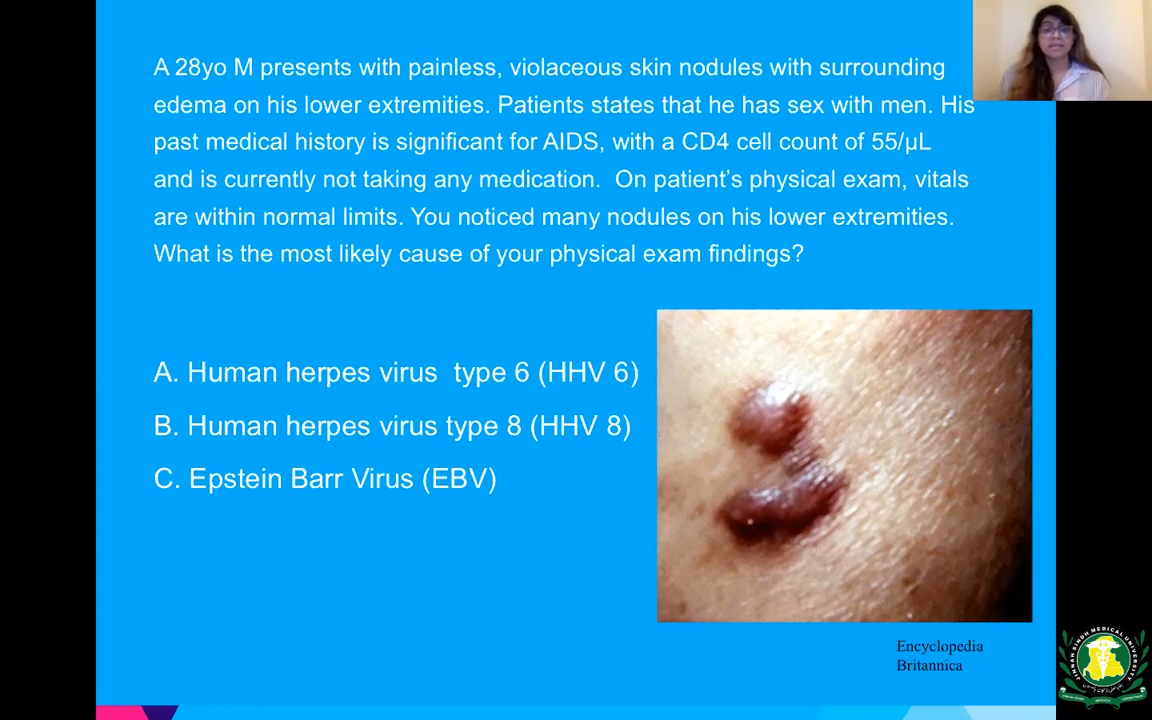 A 28yo M presents with painless, violaceous skin nodules with surrounding
edema on his lower extremities. Patients states that he has sex with men. His
past medical history is significant for AIDS, with a CD4 cell count of 55/µL
and is currently not taking any medication. On patient’s physical exam, vitals
are within normal limits. You noticed many nodules on his lower extremities.
What is the most likely cause of your physical exam findings?
A. Human herpes virus type 6 (HHV 6)
B. Human herpes virus type 8 (HHV 8)
C. Epstein Barr Virus (EBV)
Encyclopedia
Britannica
JINNAH SINDH MEDICAL UNIVERSITY